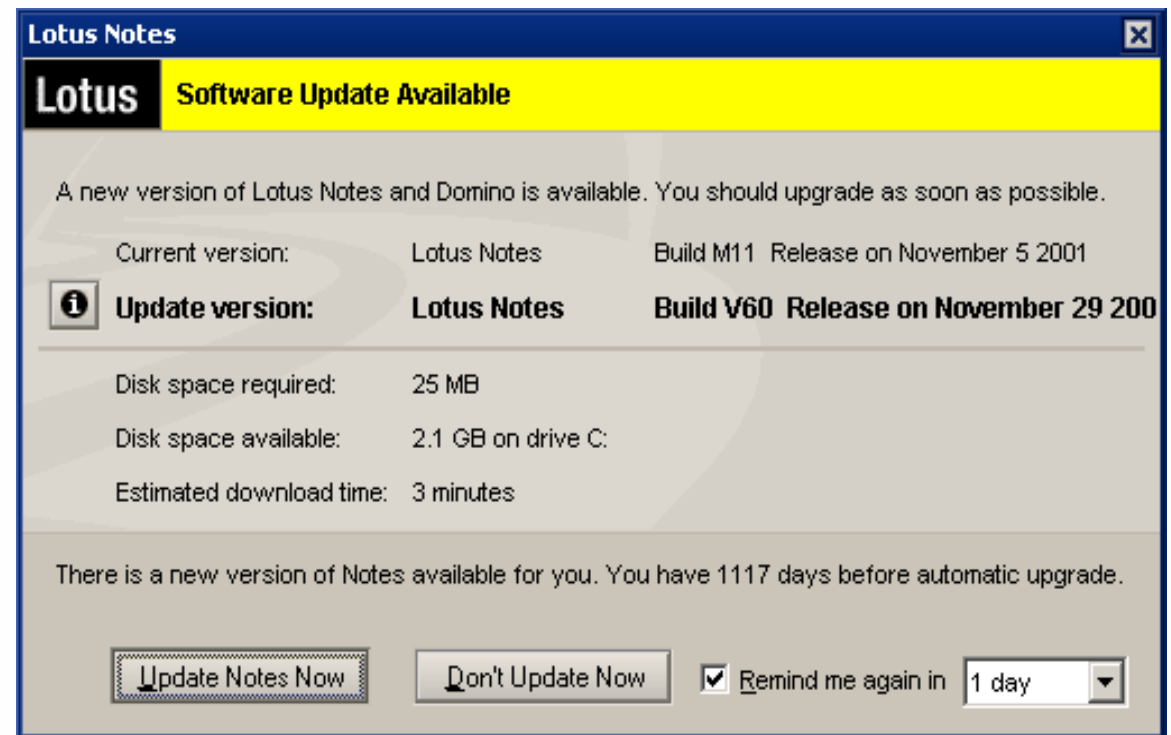 Lotus Notes
Lotus Software Update Available
A new version of Lotus Notes and Domino is available. You should upgrade as soon as possible.
Current version: Lotus Notes Build M11 Release on November 5 2001
Update version: Lotus Notes Build V60 Release on November 29 200
Disk space required: 25 MB
Disk space available: 2.1 GB on drive C:
Estimated download time: 3 minutes
There is a new version of Notes available for you. You have 1117 days before automatic upgrade.
Update Notes Now Don't Update Now Remind me again in 1 day